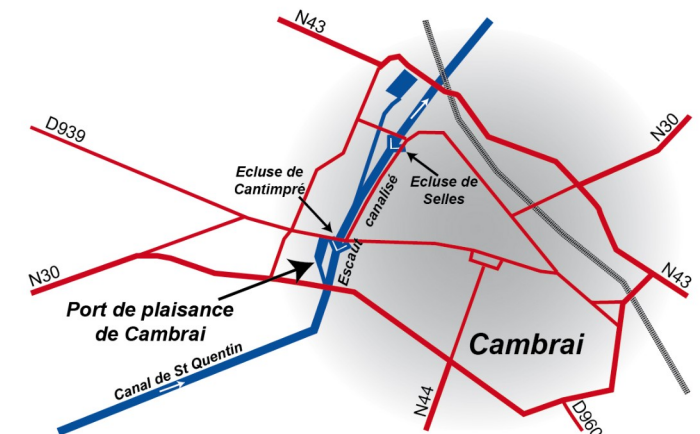 N43
D939
N30
Ecluse de
Cantimpré
Ecluse de
Selles
Escaut canalisé
Port de plaisance
de Cambrai
N30
N43
Cambrai
Canal de St Quentin
N44
D960